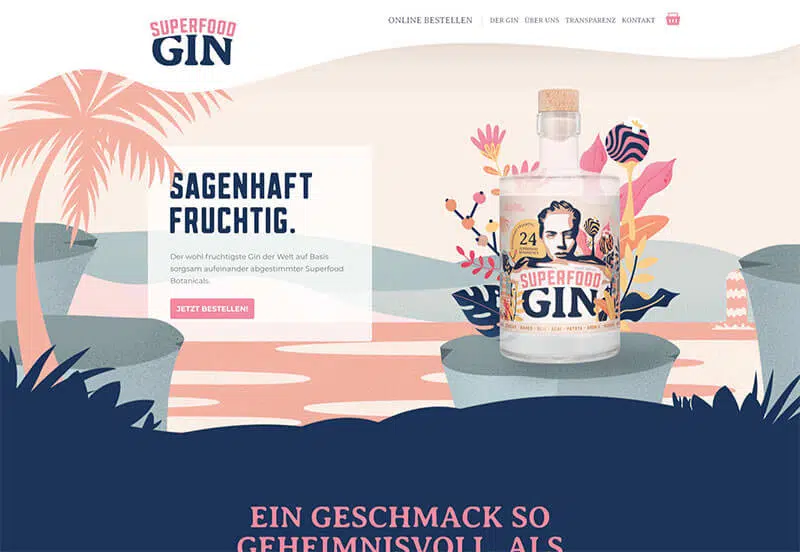 SUPERFOOD
GIN
ONLINE BESTELLEN
DER GIN
ÜBER UNS
TRANSPARENZ
KONTAKT
SAGENHAFT
FRUCHTIG.
Der wohl fruchtigste Gin der Welt auf Basis
sorgsam aufeinander abgestimmter Superfood
Botanicals.
JETZT BESTELLEN!
24
SUPERFOOD
GIN
EIN GESCHMACK SO
GEHEIMNISVOLL, ALS